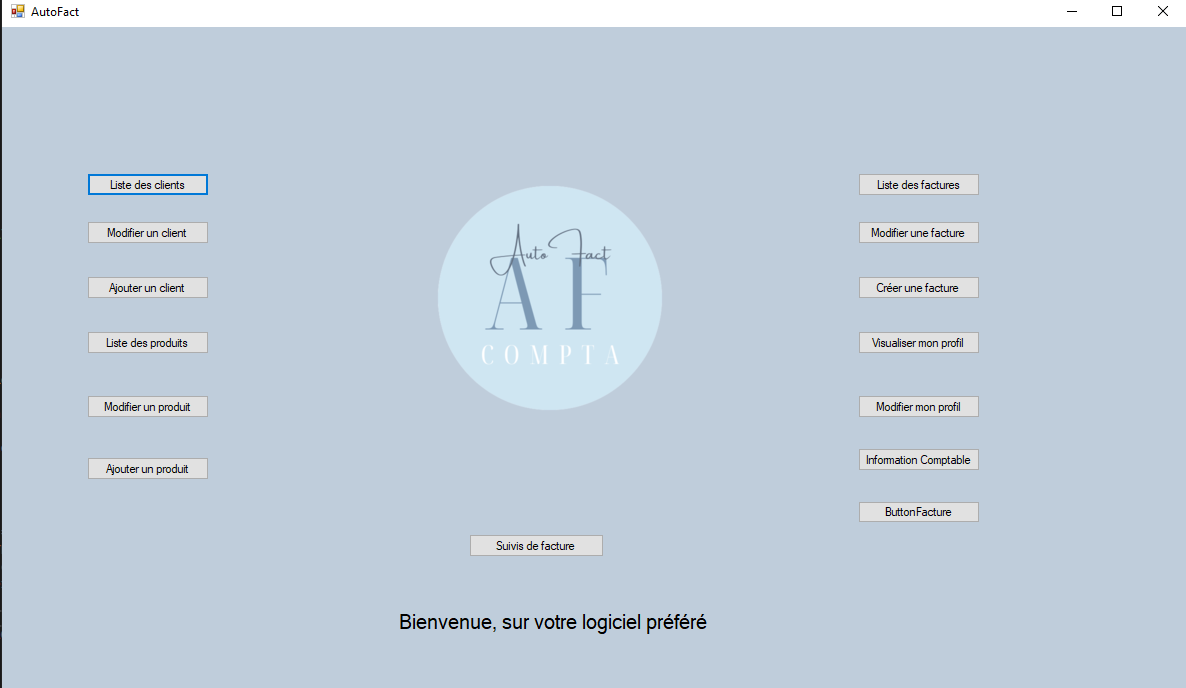 AutoFact
Liste des clients
Modifier un client
Ajouter un client
Liste des produits
Modifier un produit
Ajouter un produit
Auto Fact
AF
COMPTA
Suivis de facture
Bienvenue, sur votre logiciel préféré
Liste des factures
Modifier une facture
Créer une facture
Visualiser mon profil
Modifier mon profil
Information Comptable
ButtonFacture